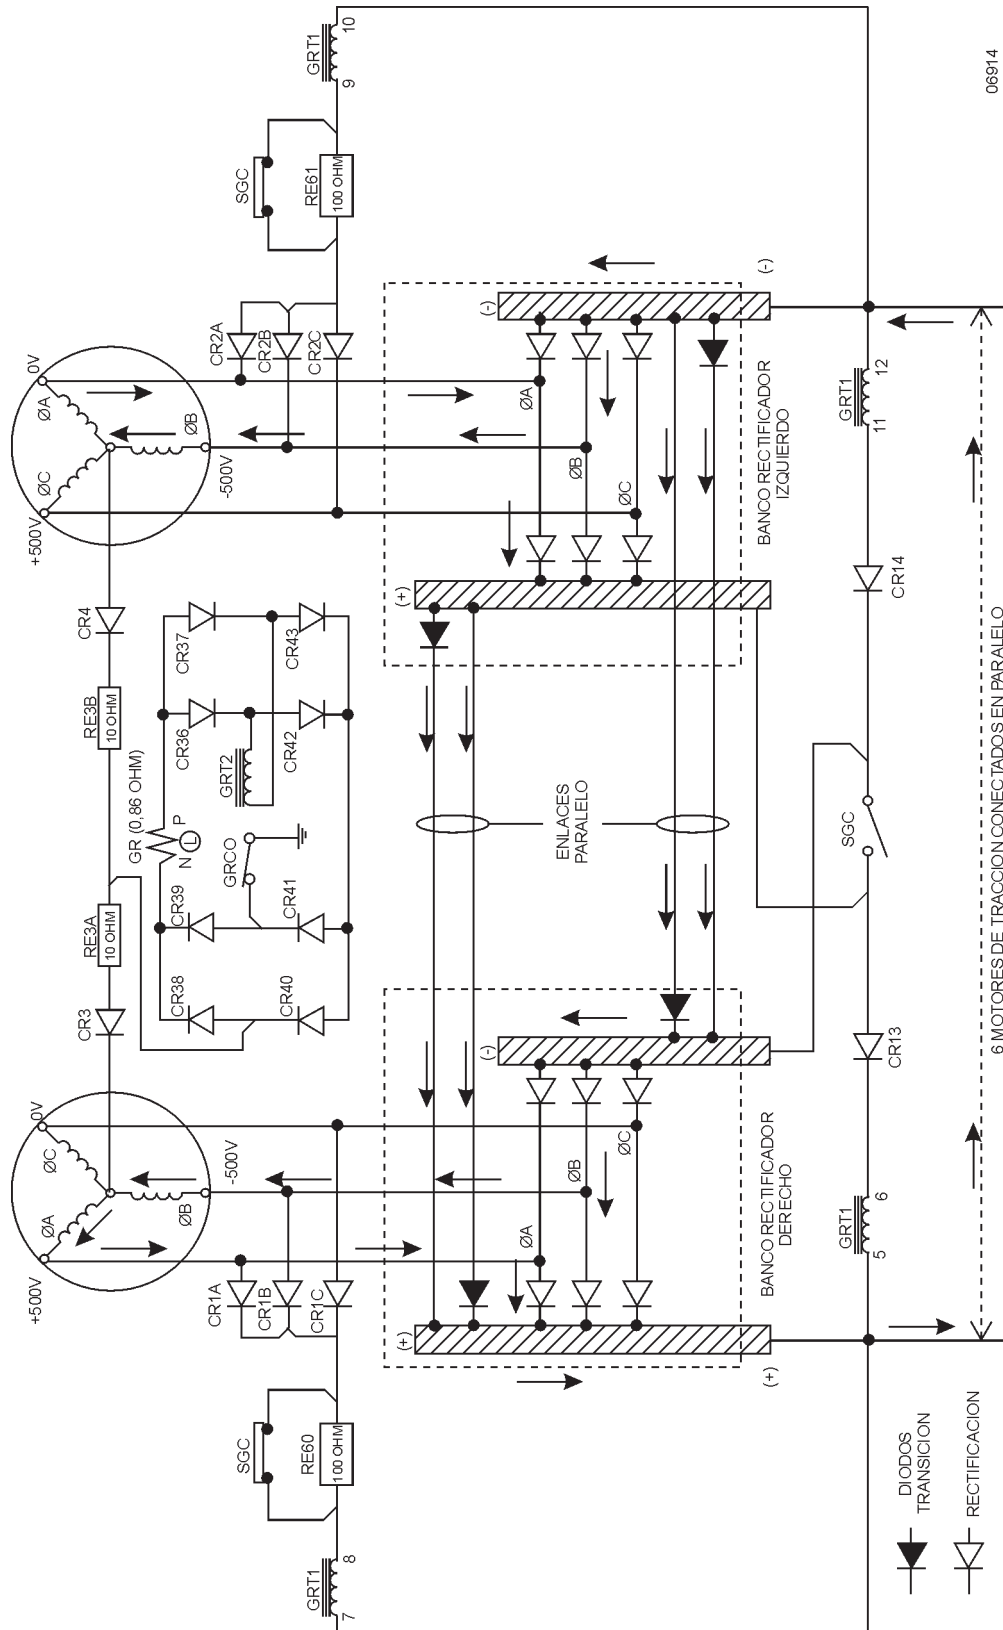 GRT1
7
8
SGC
RE60
100 OHM
CR1A
CR1B
CR1C
+500V
ØA
ØC
0V
ØB
-500V
CR3
RE3A
10 OHM
RE3B
10 OHM
CR4
GR (0,86 OHM)
N
L
P
CR38
CR39
CR40
CR41
GRCO
GRT2
CR36
CR37
CR42
CR43
+500V
ØC
ØA
0V
ØB
-500V
CR2A
CR2B
CR2C
SGC
RE61
100 OHM
GRT1
9
10
(+)
(-)
ØA
ØB
ØC
BANCO RECTIFICADOR
DERECHO
(+)
ENLACES
PARALELO
(+)
(-)
ØA
ØB
ØC
BANCO RECTIFICADOR
IZQUIERDO
(-)
GRT1
5
6
CR13
SGC
CR14
GRT1
11
12
6 MOTORES DE TRACCION CONECTADOS EN PARALELO
DIODOS
TRANSICION
RECTIFICACION
06914